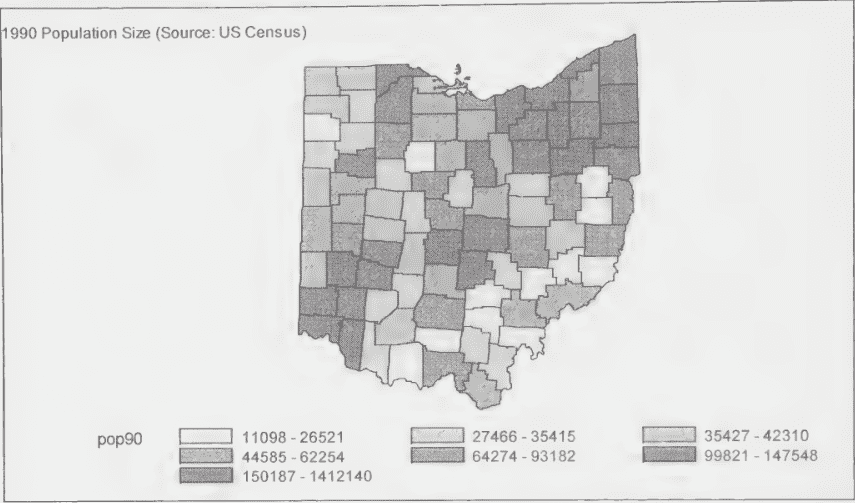 1990 Population Size (Source: US Census)
pop90
11098 - 26521
27466 - 35415
35427 - 42310
44585 - 62254
64274 - 93182
99821 - 147548
150187 - 1412140